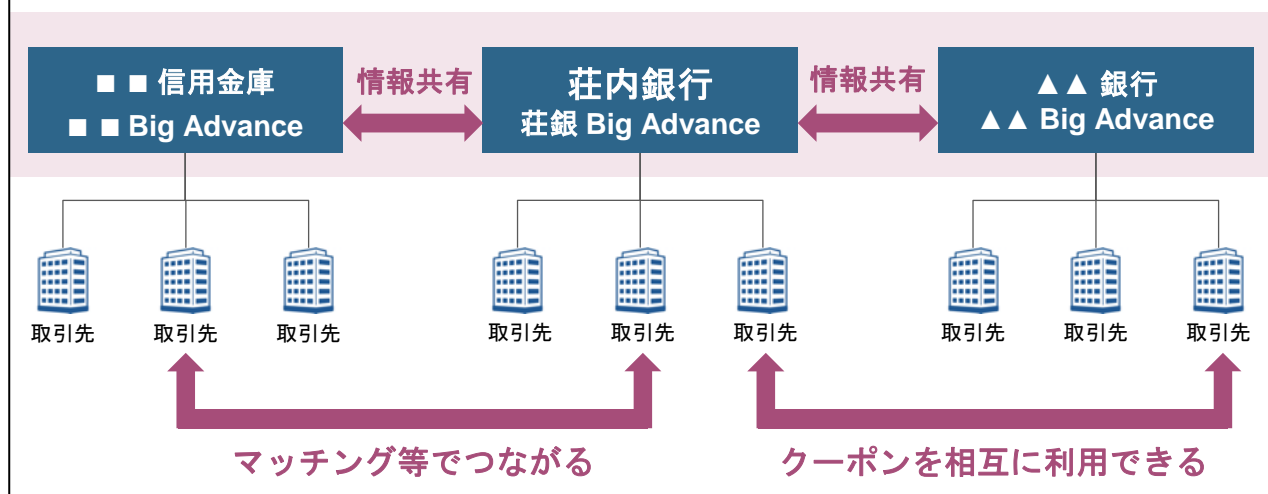 ■ ■ 信用金庫
■ ■ Big Advance
情報共有
荘内銀行
荘銀 Big Advance
情報共有
▲▲ 銀行
▲▲ Big Advance
取引先
取引先
取引先
取引先
取引先
取引先
取引先
取引先
取引先
マッチング等でつながる
クーポンを相互に利用できる